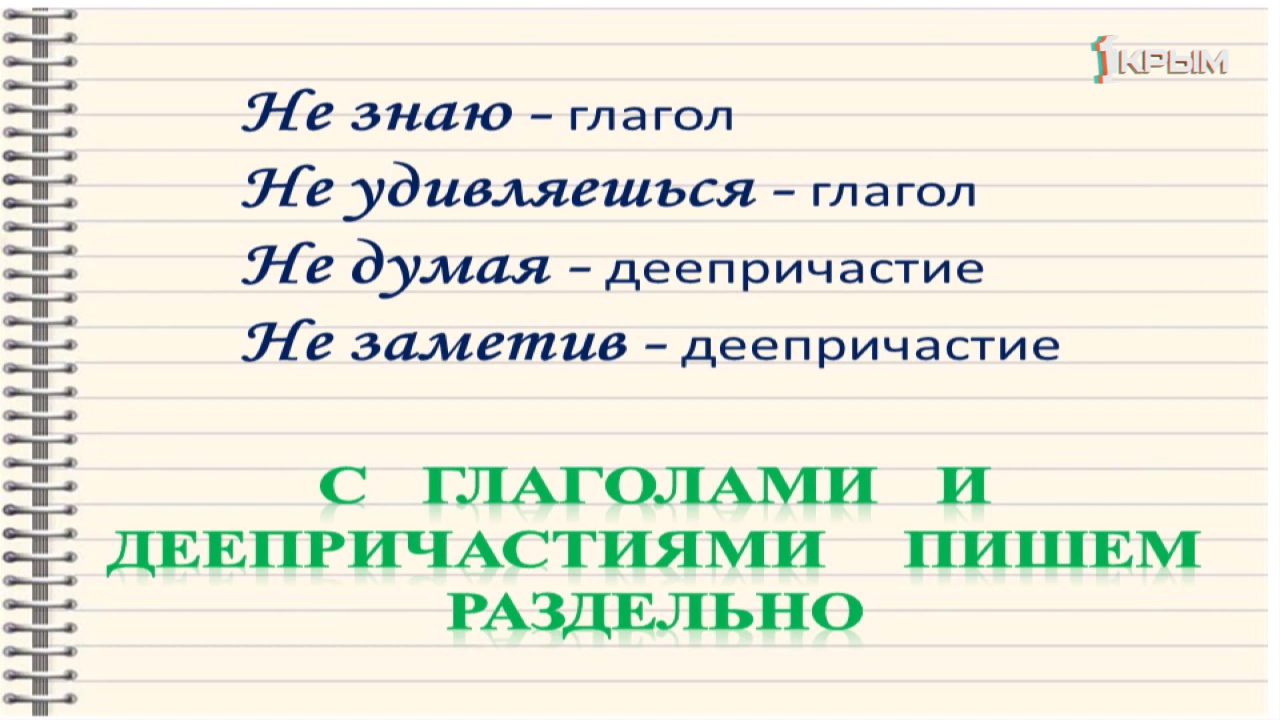 1КРЫМ
Не знаю – глагол
Не удивляешься – глагол
Не думая – деепричастие
Не заметив – деепричастие
С ГЛАГОЛАМИ И
ДЕЕПРИЧАСТИЯМИ ПИШЕМ
РАЗДЕЛЬНО